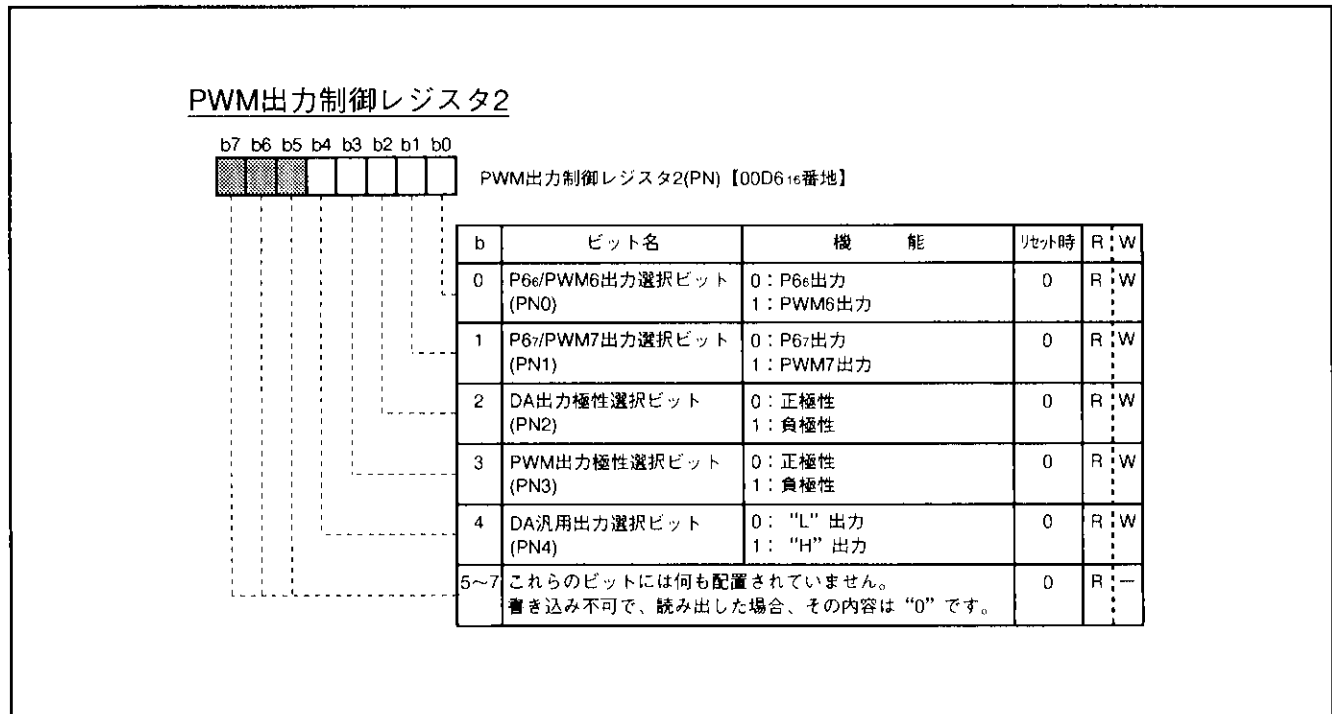 PWM出力制御レジスタ2
b7 b6 b5 b4 b3 b2 b1 b0
PWM出力制御レジスタ2(PN)【00D616番地】
b ビット名 機 能 リセット時 R W
0 P66/PWM6出力選択ビット 0：P66出力 0 R W
(PN0) 1：PWM6出力
1 P67/PWM7出力選択ビット 0：P67出力 0 R W
(PN1) 1：PWM7出力
2 DA出力極性選択ビット 0：正極性 0 R W
(PN2) 1：負極性
3 PWM出力極性選択ビット 0：正極性 0 R W
(PN3) 1：負極性
4 DA汎用出力選択ビット 0： “L” 出力 0 R W
(PN4) 1： “H” 出力
5～7 これらのビットには何も配置されていません。 0 R －
書き込み不可で、読み出した場合、その内容は “0” です。